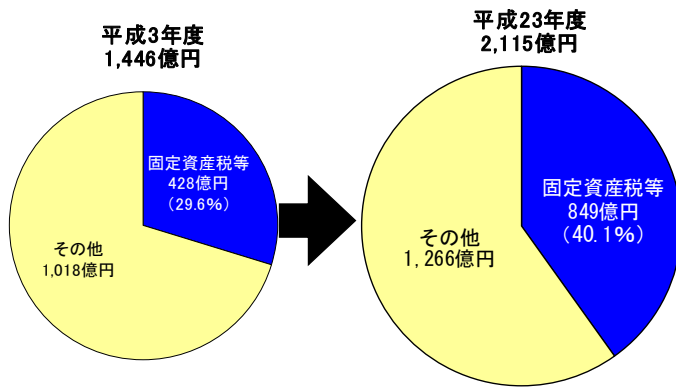 平成3年度
1,446億円
固定資産税等
428億円
（29.6%）
その他
1,018億円
平成23年度
2,115億円
固定資産税等
849億円
（40.1%）
その他
1,266億円